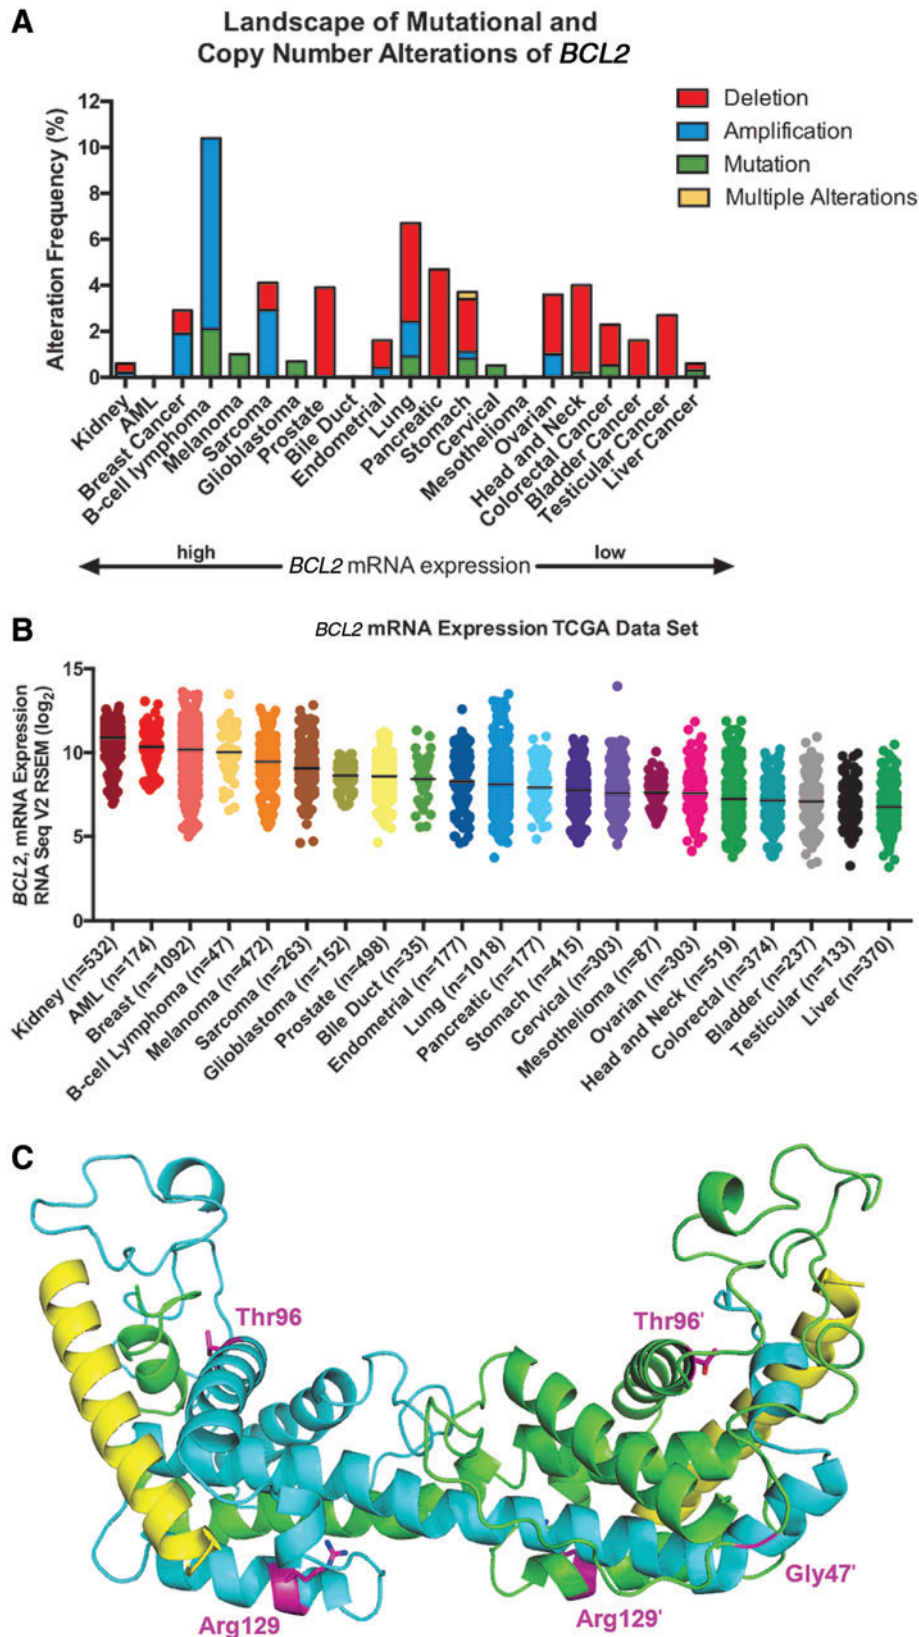 A
Landscape of Mutational and
Copy Number Alterations of BCL2
Alteration Frequency (%)
12
10
8
6
4
2
0
Deletion
Amplification
Mutation
Multiple Alterations
Kidney
AML
Breast Cancer
B-cell lymphoma
Melanoma
Sarcoma
Glioblastoma
Prostate
Bile Duct
Endometrial
Lung
Pancreatic
Stomach
Cervical
Mesothelioma
Ovarian
Head and Neck
Colorectal Cancer
Bladder Cancer
Testicular Cancer
Liver Cancer
high
BCL2 mRNA expression
low
B
BCL2 mRNA Expression TCGA Data Set
BCL2, mRNA Expression
RNA Seq V2 RSEM (log2)
15
10
5
0
Kidney (n=532)
AML (n=174)
Breast (n=1092)
B-cell Lymphoma (n=47)
Melanoma (n=472)
Sarcoma (n=263)
Glioblastoma (n=152)
Prostate (n=498)
BIle Duct (n=35)
Endometrial (n=177)
Lung (n=1018)
Pancreatic (n=177)
Stomach (n=415)
Cervical (n=303)
Mesothelioma (n=87)
Ovarian (n=303)
Head and Neck (n=519)
Colorectal (n=374)
Bladder (n=237)
Testicular (n=133)
Liver (n=370)
C
Thr96
Thr96'
Gly47'
Arg129
Arg129'